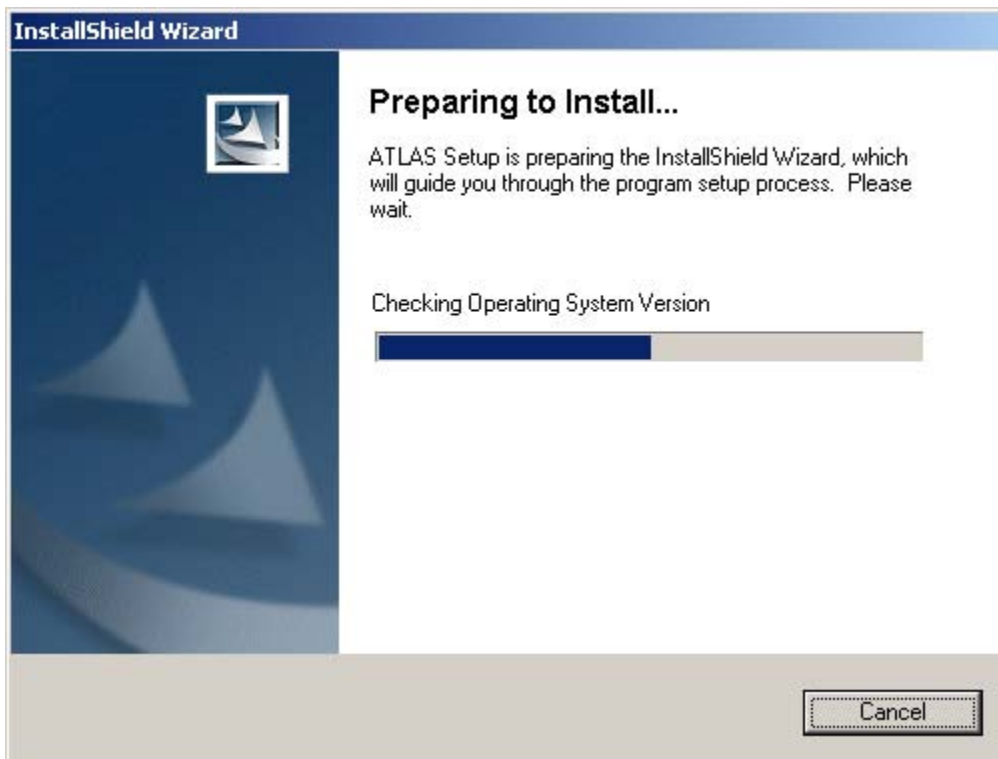 InstallShield Wizard
Preparing to Install...
ATLAS Setup is preparing the InstallShield Wizard, which
will guide you through the program setup process.  Please
wait.
Checking Operating System Version
Cancel